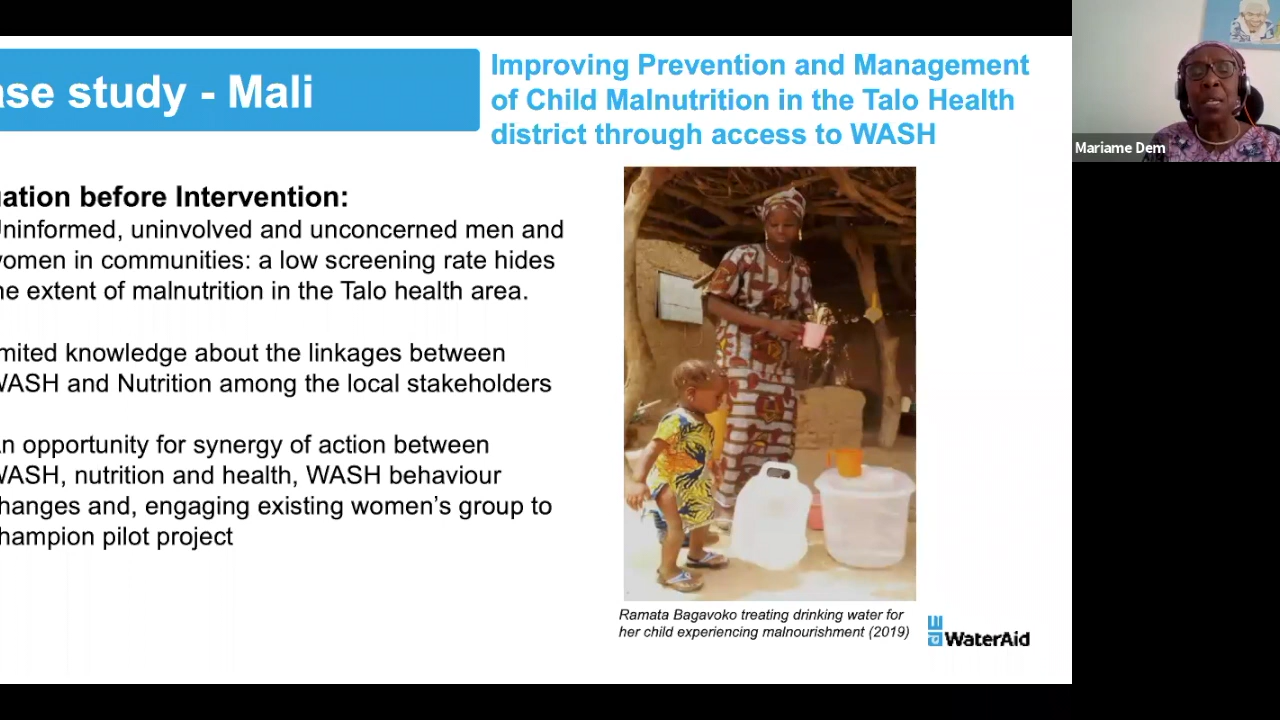 ase study - Mali
Improving Prevention and Management
of Child Malnutrition in the Talo Health
district through access to WASH
Mariame Dem
uation before Intervention:
Uninformed, uninvolved and unconcerned men and
women in communities: a low screening rate hides
he extent of malnutrition in the Talo health area.
imited knowledge about the linkages between
WASH and Nutrition among the local stakeholders
An opportunity for synergy of action between
WASH, nutrition and health, WASH behaviour
hanges and, engaging existing women's group to
hampion pilot project
Ramata Bagavoko treating drinking water for
her child experiencing malnourishment (2019)
WaterAid